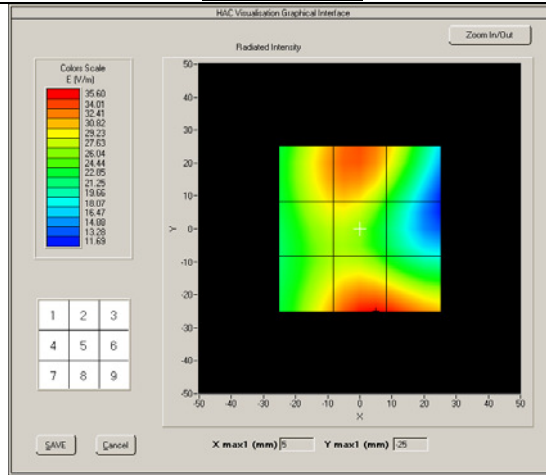 HAC Visualisation Graphical Interface
Zoom In/Out
Radiated Intensity
Colors Scale
E (V/m)
35.60
34.01
32.41
30.82
29.23
27.63
26.04
24.44
22.85
21.25
19.66
18.07
16.47
14.88
13.28
11.69
50
40
30
20
10
0
-10
-20
-30
-40
-50
Y
-50 -40 -30 -20 -10 0 10 20 30 40 50
X
1 2 3
4 5 6
7 8 9
SAVE
Cancel
X max1 (mm) 5
Y max1 (mm) -25